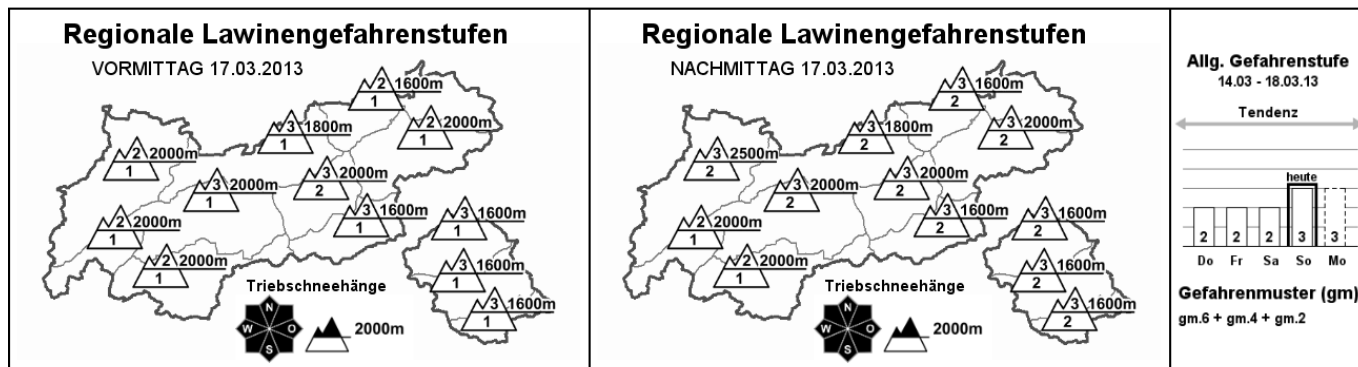 Regionale Lawinengefahrenstufen
VORMITTAG 17.03.2013
2 1600m
1
3 1800m
1
2 2000m
1
2 2000m
1
3 2000m
2
3 2000m
1
3 1600m
1
3 1600m
1
2 2000m
1
2 2000m
1
3 1600m
1
3 1600m
1
Triebschneehänge
N
W O
S
2000m
Regionale Lawinengefahrenstufen
NACHMITTAG 17.03.2013
3 1600m
2
3 1800m
2
3 2000m
2
3 2500m
2
3 2000m
2
3 2000m
2
3 1600m
2
3 1600m
2
2 2000m
1
2 2000m
1
3 1600m
2
3 1600m
2
Triebschneehänge
N
W O
S
2000m
Allg. Gefahrenstufe
14.03 - 18.03.13
Tendenz
heute
2 2 2 3 3
Do Fr Sa So Mo
Gefahrenmuster (gm)
gm.6 + gm.4 + gm.2